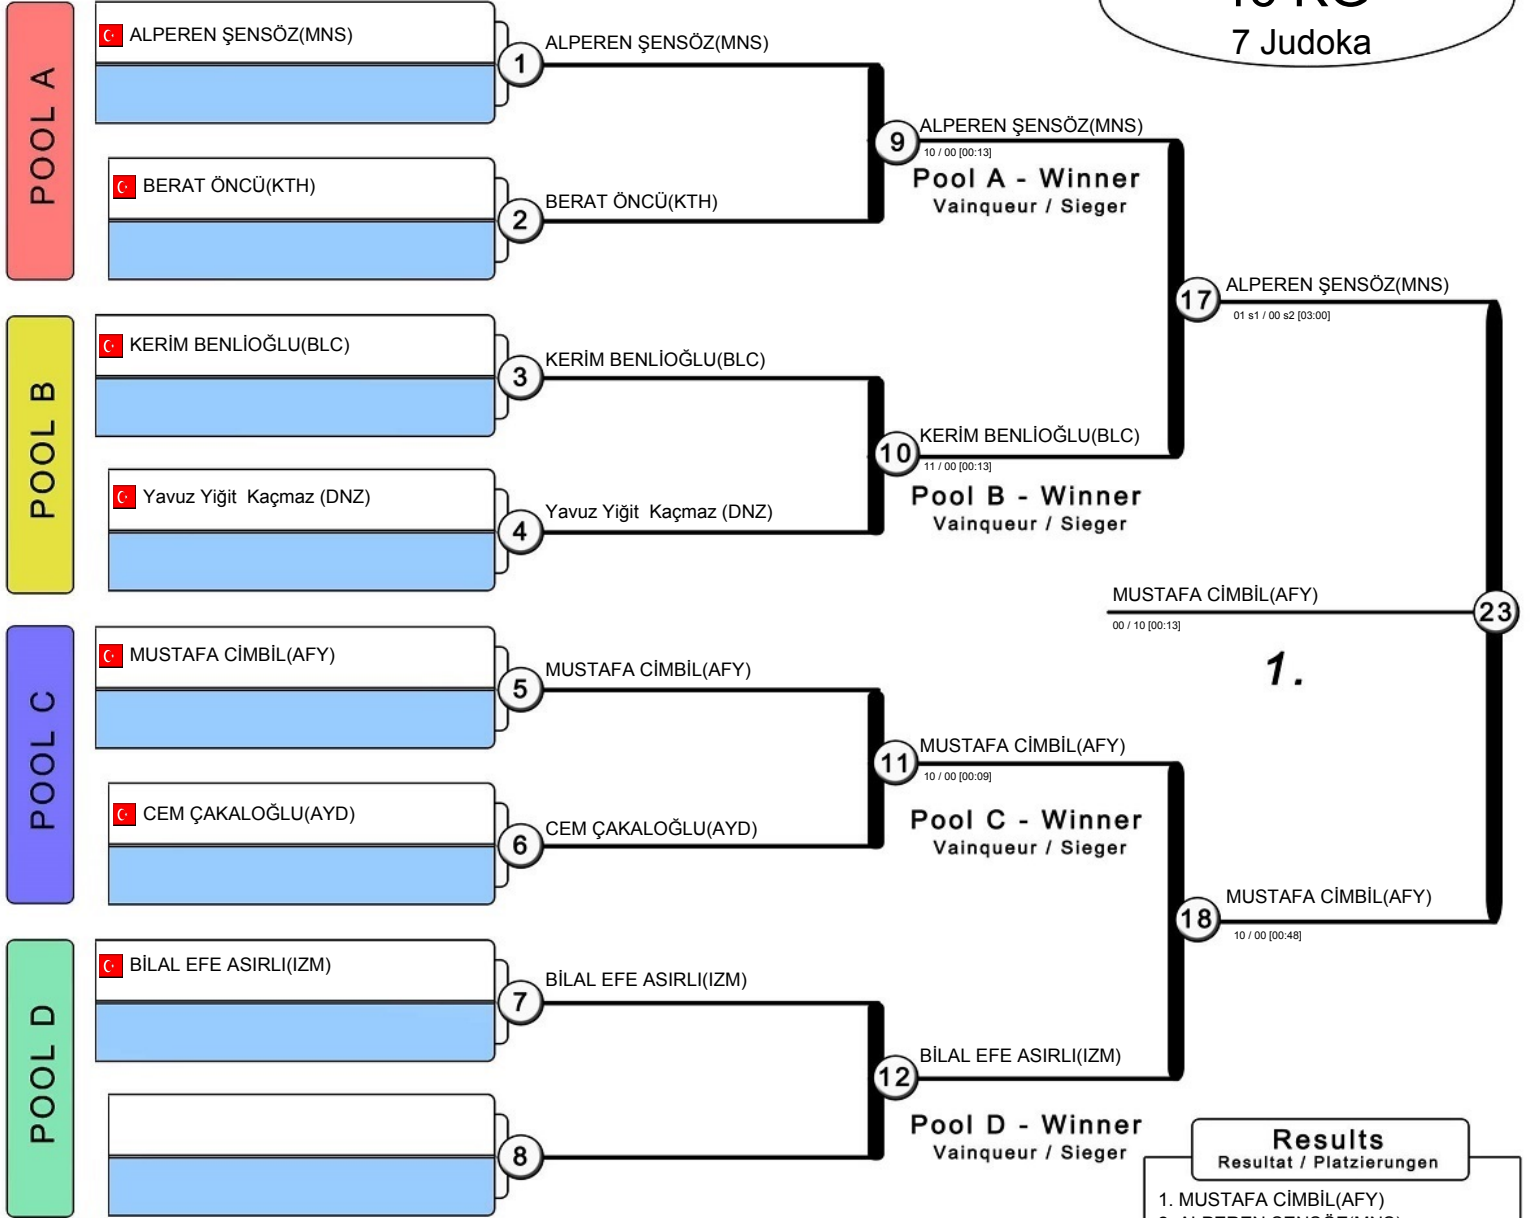 7 Judoka
POOL A
ALPEREN ŞENSÖZ(MNS)
1
ALPEREN ŞENSÖZ(MNS)
BERAT ÖNCÜ(KTH)
2
BERAT ÖNCÜ(KTH)
9
ALPEREN ŞENSÖZ(MNS)
10 / 00 [00:13]
Pool A - Winner
Vainqueur / Sieger
POOL B
KERİM BENLİOĞLU(BLC)
3
KERİM BENLİOĞLU(BLC)
Yavuz Yiğit Kaçmaz (DNZ)
4
Yavuz Yiğit Kaçmaz (DNZ)
10
KERİM BENLİOĞLU(BLC)
11 / 00 [00:13]
Pool B - Winner
Vainqueur / Sieger
17
ALPEREN ŞENSÖZ(MNS)
01 s1 / 00 s2 [03:00]
MUSTAFA CİMBİL(AFY)
00 / 10 [00:13]
23
1.
POOL C
MUSTAFA CİMBİL(AFY)
5
MUSTAFA CİMBİL(AFY)
CEM ÇAKALOĞLU(AYD)
6
CEM ÇAKALOĞLU(AYD)
11
MUSTAFA CİMBİL(AFY)
10 / 00 [00:09]
Pool C - Winner
Vainqueur / Sieger
18
MUSTAFA CİMBİL(AFY)
10 / 00 [00:48]
POOL D
BİLAL EFE ASIRLI(IZM)
7
BİLAL EFE ASIRLI(IZM)
8
12
BİLAL EFE ASIRLI(IZM)
Pool D - Winner
Vainqueur / Sieger
Results
Resultat / Platzierungen
1. MUSTAFA CİMBİL(AFY)